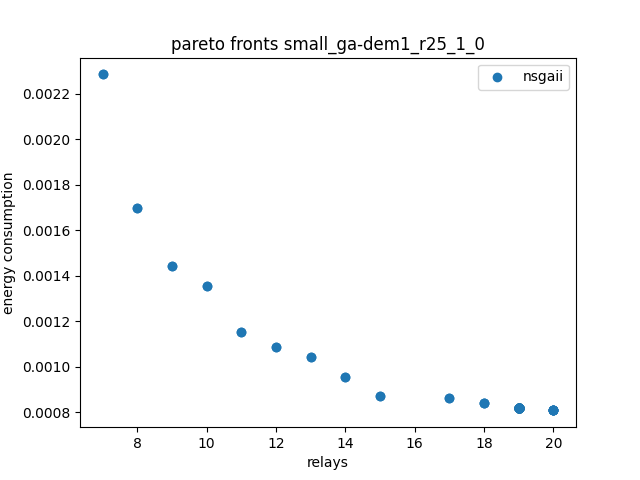 pareto fronts small_ga-dem1_r25_1_0
nsgaii
energy consumption
0.0022
0.0020
0.0018
0.0016
0.0014
0.0012
0.0010
0.0008
8 10 12 14 16 18 20
relays